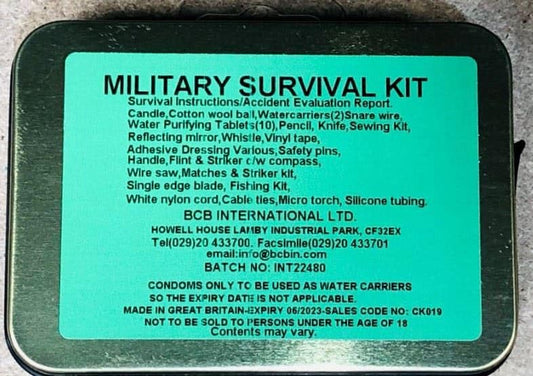 MILITARY SURVIVAL KIT
Survival Instructions/Accident Evaluation Report.
Candle,Cotton wool ball,Watercarriers(2)Snare wire,
Water Purifying Tablets(10),Pencil, Knife,Sewing Kit,
Reflecting mirror,Whistle,Vinyl tape,
Adhesive Dressing Various,Safety pins,
Handle,Flint & Striker c/w compass,
Wire saw,Matches & Striker kit,
Single edge blade, Fishing Kit,
White nylon cord,Cable ties,Micro torch, Silicone tubing.
BCB INTERNATIONAL LTD.
HOWELL HOUSE LAMBY INDUSTRIAL PARK, CF32EX
Tel(029)20 433700. Facsimile(029)20 433701
email:info@bcbin.com
BATCH NO: INT22480
CONDOMS ONLY TO BE USED AS WATER CARRIERS
SO THE EXPIRY DATE IS NOT APPLICABLE.
MADE IN GREAT BRITAIN-EXPIRY 06/2023-SALES CODE NO: CK019
NOT TO BE SOLD TO PERSONS UNDER THE AGE OF 18
Contents may vary.